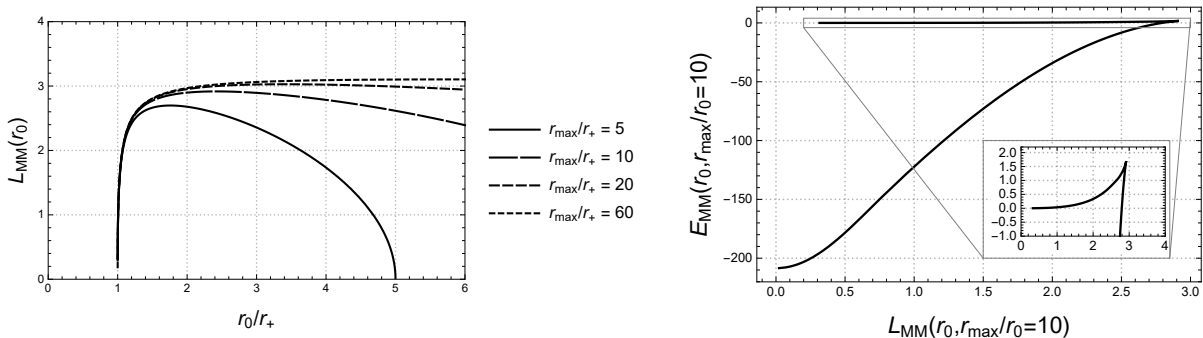 4
3
2
1
0
0 1 2 3 4 5 6
L_MM(r_0)
r_0/r_+
r_max/r_+ = 5
r_max/r_+ = 10
r_max/r_+ = 20
r_max/r_+ = 60
0
-50
-100
-150
-200
0.0 0.5 1.0 1.5 2.0 2.5 3.0
E_MM(r_0,r_max/r_0=10)
L_MM(r_0,r_max/r_0=10)
2.0
1.5
1.0
0.5
0.0
-0.5
-1.0
0 1 2 3 4